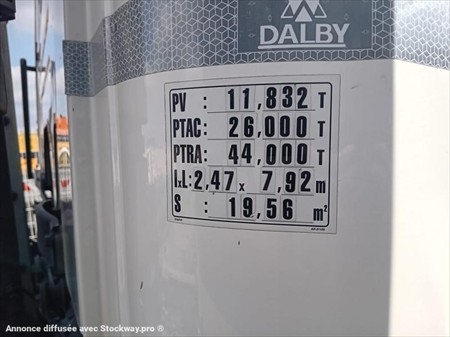 DALBY
PV : 11,832 T
PTAC: 26,000 T
PTRA: 44,000 T
lxL: 2,47 x 7,92 m
S : 19,56 m²
Annonce diffusée avec Stockway.pro ®